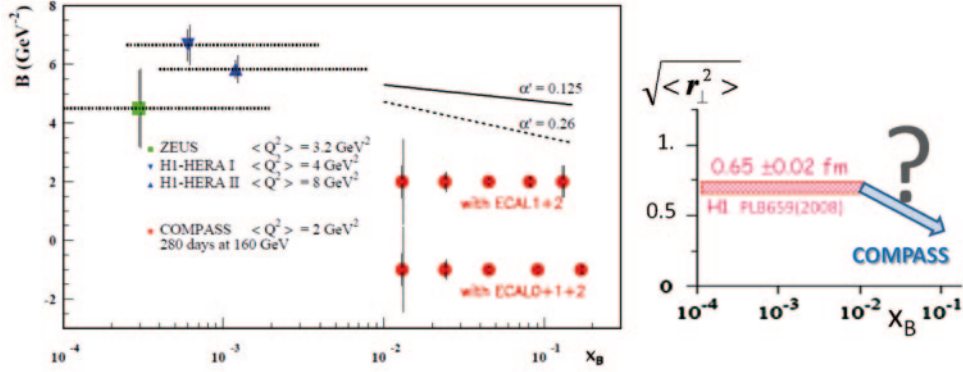 B (GeV⁻²)
8
6
4
2
0
-2
10⁻⁴
10⁻³
10⁻²
10⁻¹
x_B
α' = 0.125
α' = 0.26
ZEUS < Q² > = 3.2 GeV²
H1-HERA I < Q² > = 4 GeV²
H1-HERA II < Q² > = 8 GeV²
COMPASS < Q² > = 2 GeV²
280 days at 160 GeV
with ECAL1+2
with ECAL0+1+2
√< r⊥² >
1.
0.5
0
0.65 ±0.02 fm
H1 PLB659(2008)
?
COMPASS
10⁻⁴
10⁻³
10⁻²
10⁻¹
x_B